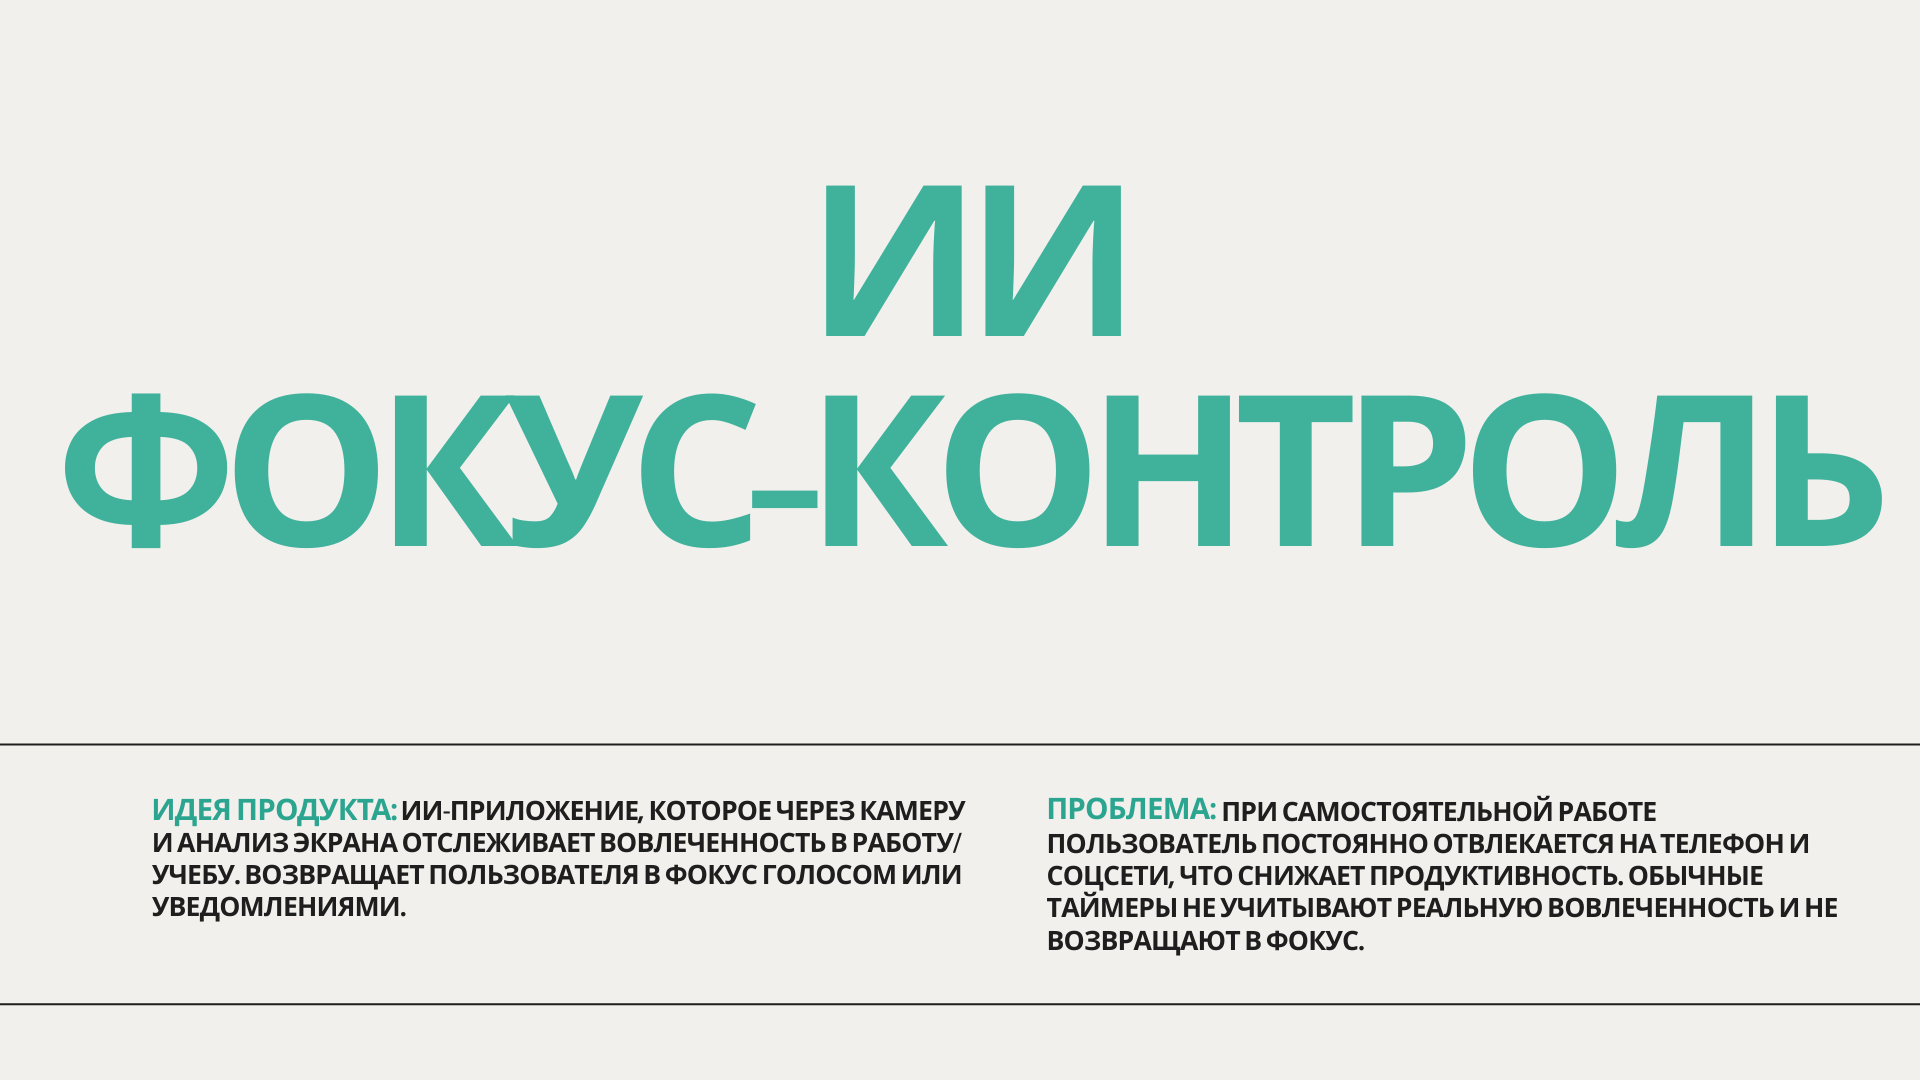 ИИ
ФОКУС-КОНТРОЛЬ
ИДЕЯ ПРОДУКТА: ИИ-ПРИЛОЖЕНИЕ, КОТОРОЕ ЧЕРЕЗ КАМЕРУ
И АНАЛИЗ ЭКРАНА ОТСЛЕЖИВАЕТ ВОВЛЕЧЕННОСТЬ В РАБОТУ/
УЧЕБУ. ВОЗВРАЩАЕТ ПОЛЬЗОВАТЕЛЯ В ФОКУС ГОЛОСОМ ИЛИ
УВЕДОМЛЕНИЯМИ.
ПРОБЛЕМА: ПРИ САМОСТОЯТЕЛЬНОЙ РАБОТЕ
ПОЛЬЗОВАТЕЛЬ ПОСТОЯННО ОТВЛЕКАЕТСЯ НА ТЕЛЕФОН И
СОЦСЕТИ, ЧТО СНИЖАЕТ ПРОДУКТИВНОСТЬ. ОБЫЧНЫЕ
ТАЙМЕРЫ НЕ УЧИТЫВАЮТ РЕАЛЬНУЮ ВОВЛЕЧЕННОСТЬ И НЕ
ВОЗВРАЩАЮТ В ФОКУС.